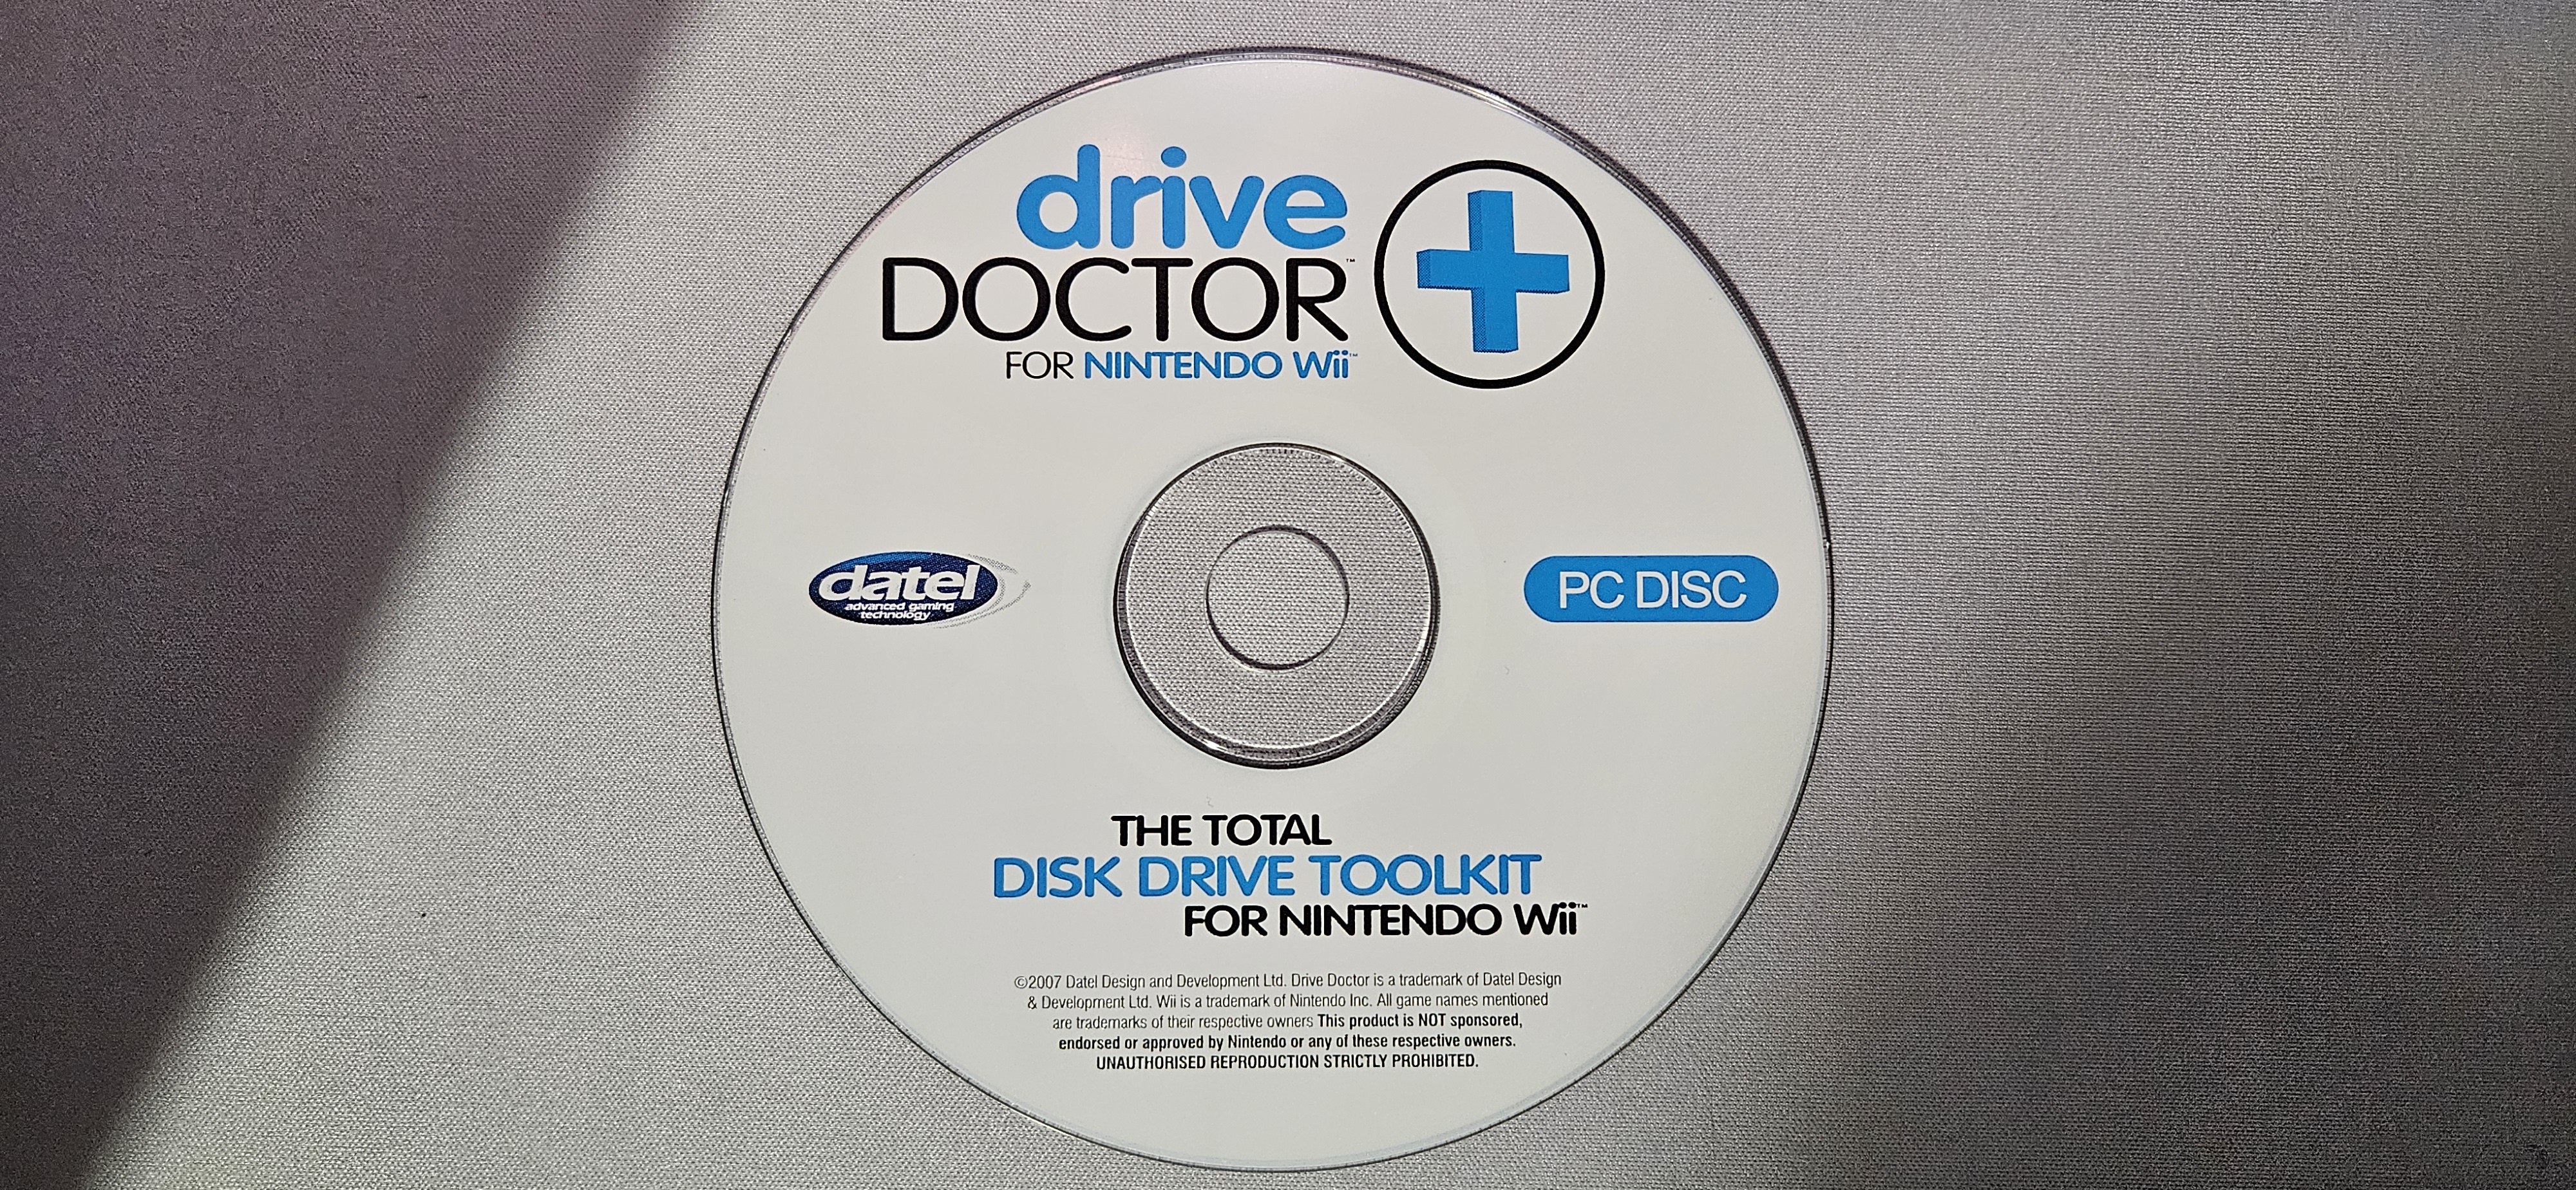 drive
DOCTOR™
FOR NINTENDO Wii™
datel
advanced gaming
technology
PC DISC
THE TOTAL
DISK DRIVE TOOLKIT
FOR NINTENDO Wii™
©2007 Datel Design and Development Ltd. Drive Doctor is a trademark of Datel Design
& Development Ltd. Wii is a trademark of Nintendo Inc. All game names mentioned
are trademarks of their respective owners This product is NOT sponsored,
endorsed or approved by Nintendo or any of these respective owners.
UNAUTHORISED REPRODUCTION STRICTLY PROHIBITED.